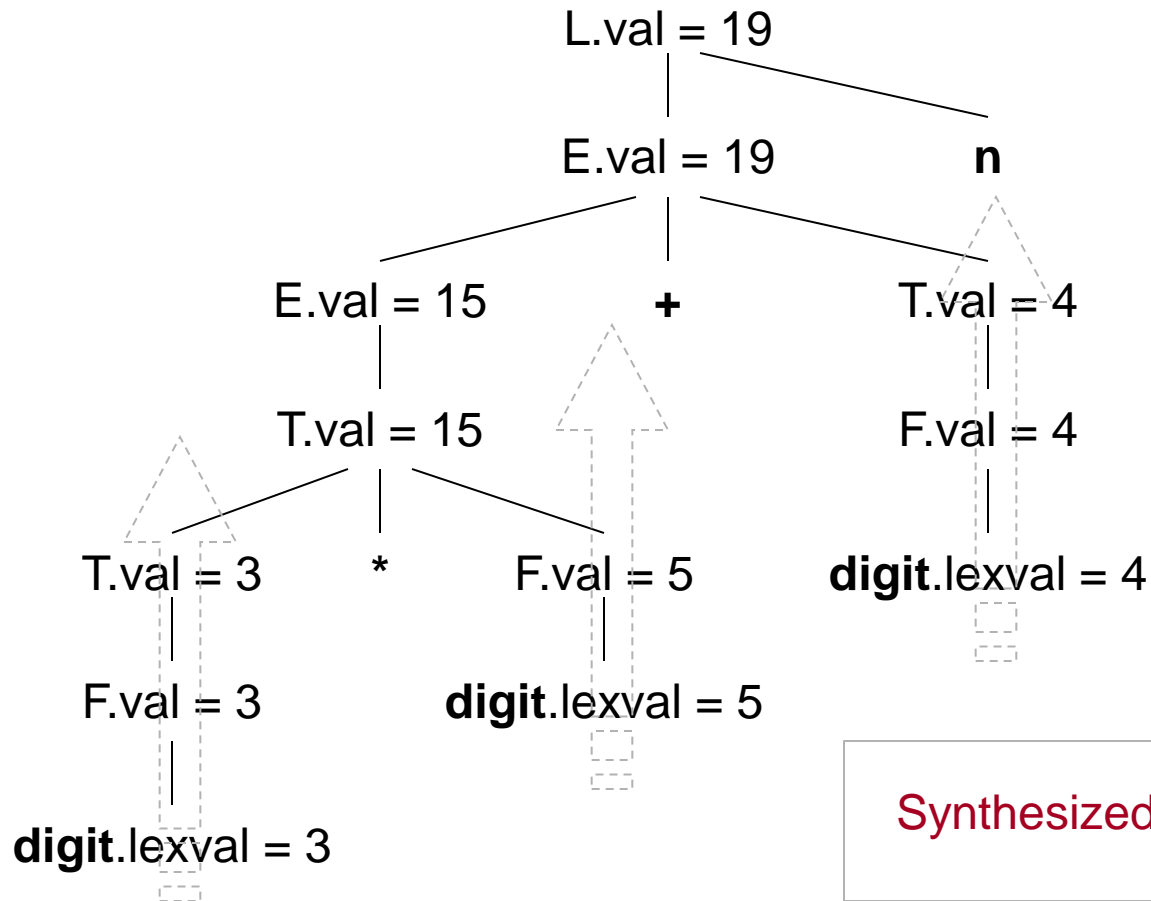 L.val = 19
E.val = 19 n
E.val = 15 + T.val = 4
T.val = 15 F.val = 4
T.val = 3 * F.val = 5 digit.lexval = 4
F.val = 3 digit.lexval = 5
Synthesized
digit.lexval = 3